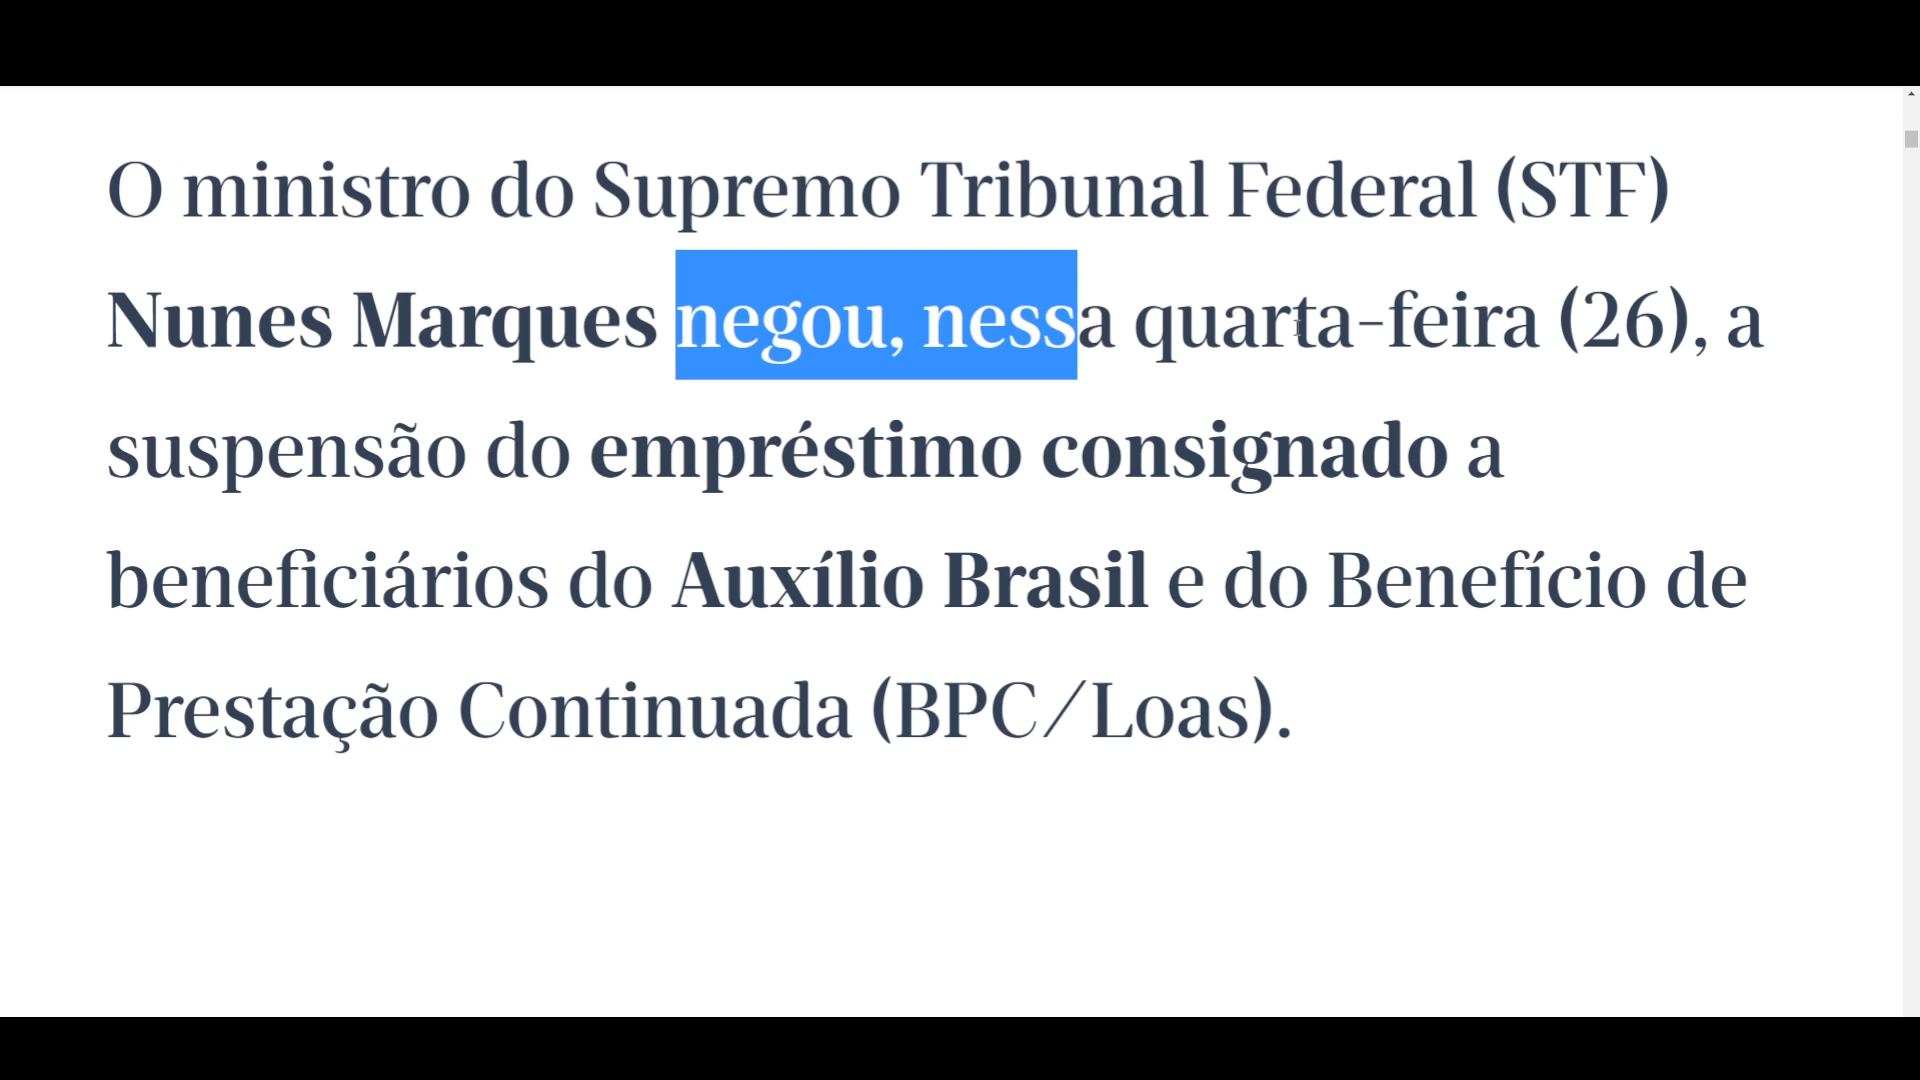 O ministro do Supremo Tribunal Federal (STF)
Nunes Marques negou, nessa quarta-feira (26), a
suspensão do empréstimo consignado a
beneficiários do Auxílio Brasil e do Benefício de
Prestação Continuada (BPC/Loas).